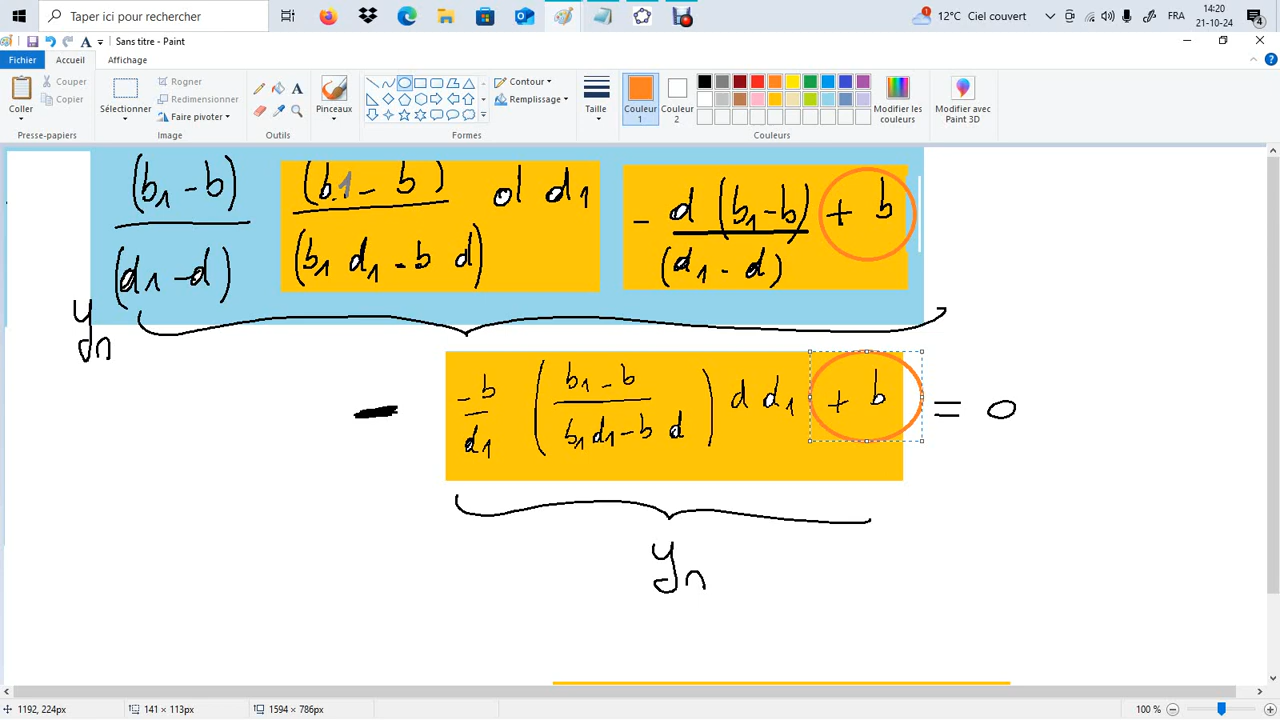 Taper ici pour rechercher
12°C Ciel couvert FRA 14:20
21-10-24
Sans titre - Paint
Fichier Accueil Affichage
Coller Couper
Copier
Presse-papiers
Sélectionner Rogner
Redimensionner
Faire pivoter
Image
A
Outils
Pinceaux
Contour
Remplissage
Formes
Taille
Couleur 1
Couleur 2
Modifier les couleurs
Couleurs
Modifier avec Paint 3D
(b1 - b) (b1 - b) d d1 - d (b1 - b) + b
(d1 - d) (b1 d1 - b d) (d1 - d)
yn
- -b ( b1 - b ) d d1 + b = 0
d1 b1 d1 - b d
yn
1192, 224px 141 × 113px 1594 × 786px 100 %